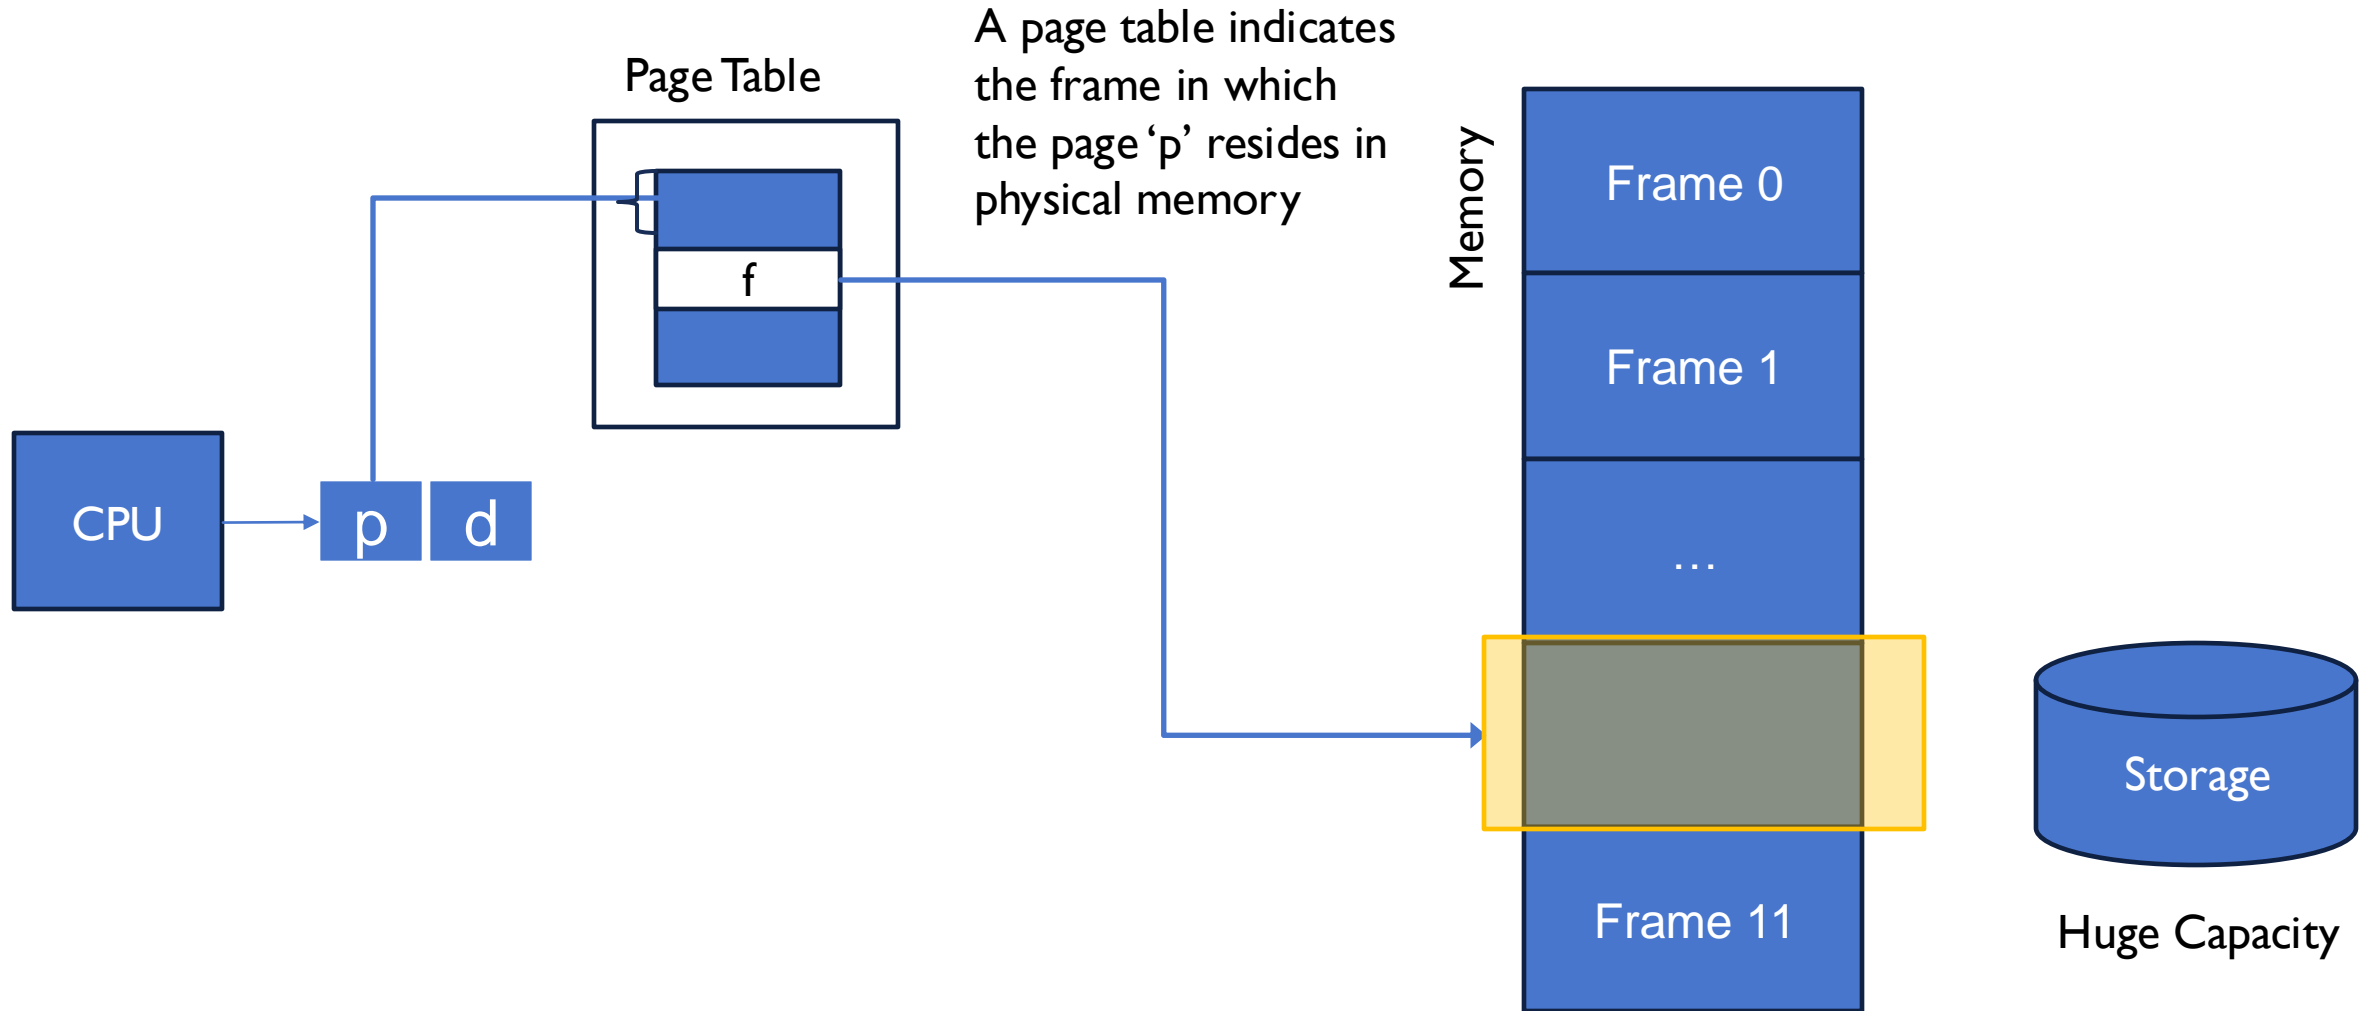 A page table indicates
the frame in which
the page ‘p’ resides in
physical memory
Page Table
f
CPU
p
d
Memory
Frame 0
Frame 1
...
Frame 11
Storage
Huge Capacity